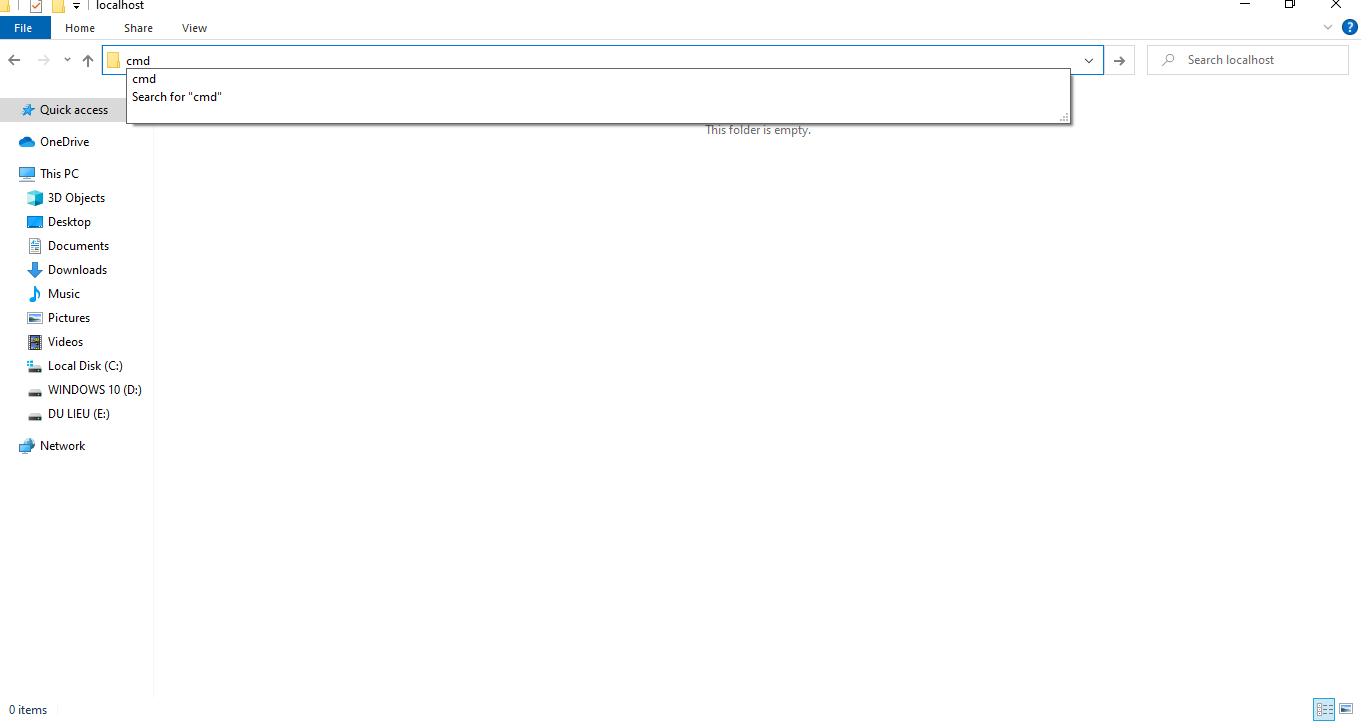 localhost
File Home Share View ?
cmd Search localhost
cmd
Search for "cmd"
Quick access
This folder is empty.
OneDrive
This PC
3D Objects
Desktop
Documents
Downloads
Music
Pictures
Videos
Local Disk (C:)
WINDOWS 10 (D:)
DU LIEU (E:)
Network
0 items